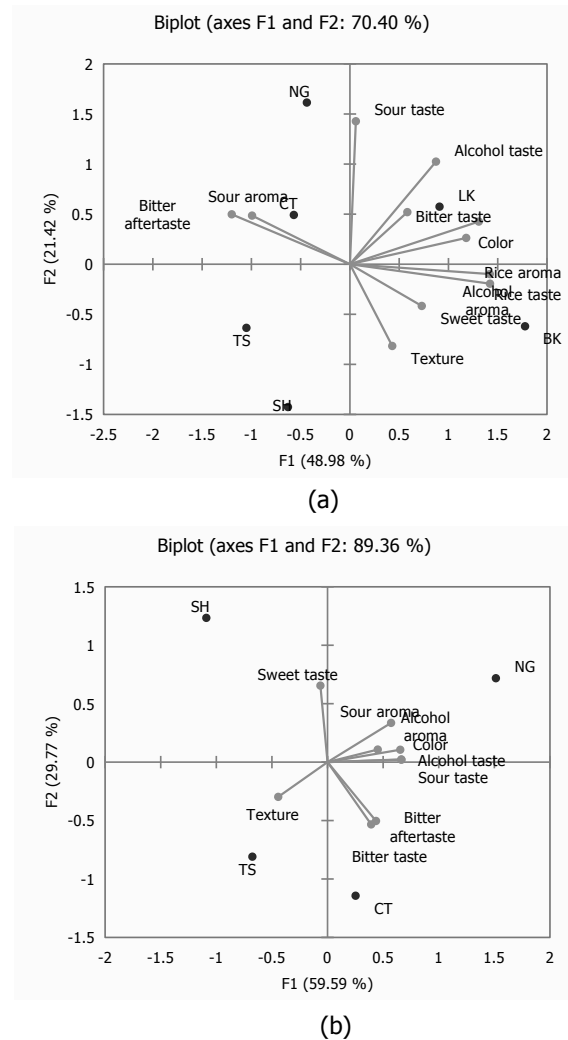 Biplot (axes F1 and F2: 70.40 %)
2
1.5
1
0.5
0
-0.5
-1
-1.5
F2 (21.42 %)
NG
Sour taste
Alcohol taste
LK
Sour aroma
CT
Bitter
aftertaste
Bitter taste
Color
Rice aroma
Alcohol
aroma
Rice taste
Sweet taste
TS
BK
Texture
SH
-2.5 -2 -1.5 -1 -0.5 0 0.5 1 1.5 2
F1 (48.98 %)
(a)
Biplot (axes F1 and F2: 89.36 %)
1.5
1
0.5
0
-0.5
-1
-1.5
F2 (29.77 %)
SH
NG
Sweet taste
Sour aroma
Alcohol
aroma
Color
Alcohol taste
Sour taste
Texture
Bitter
aftertaste
Bitter taste
TS
CT
-2 -1.5 -1 -0.5 0 0.5 1 1.5 2
F1 (59.59 %)
(b)